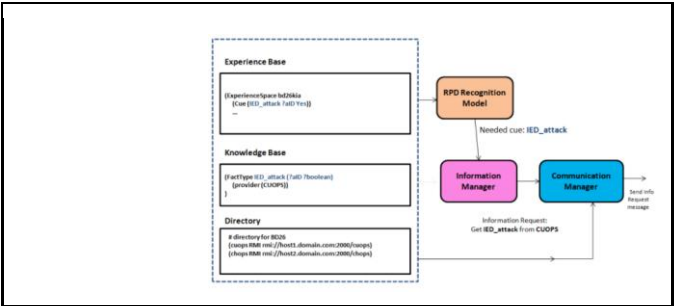 Experience Base
(ExperienceSpace bd26kia
(Cue (IED_attack ?aID Yes))
...
RPD Recognition
Model
Needed cue: IED_attack
Knowledge Base
(FactType IED_attack (?aID ?boolean)
(provider (CUOPS))
)
Information
Manager
Communication
Manager
Send Info
Request
message
Information Request:
Get IED_attack from CUOPS
Directory
# directory for BD26
(cuops RMI rmi://host1.domain.com:2000/cuops)
(chops RMI rmi://host2.domain.com:2000/chops)